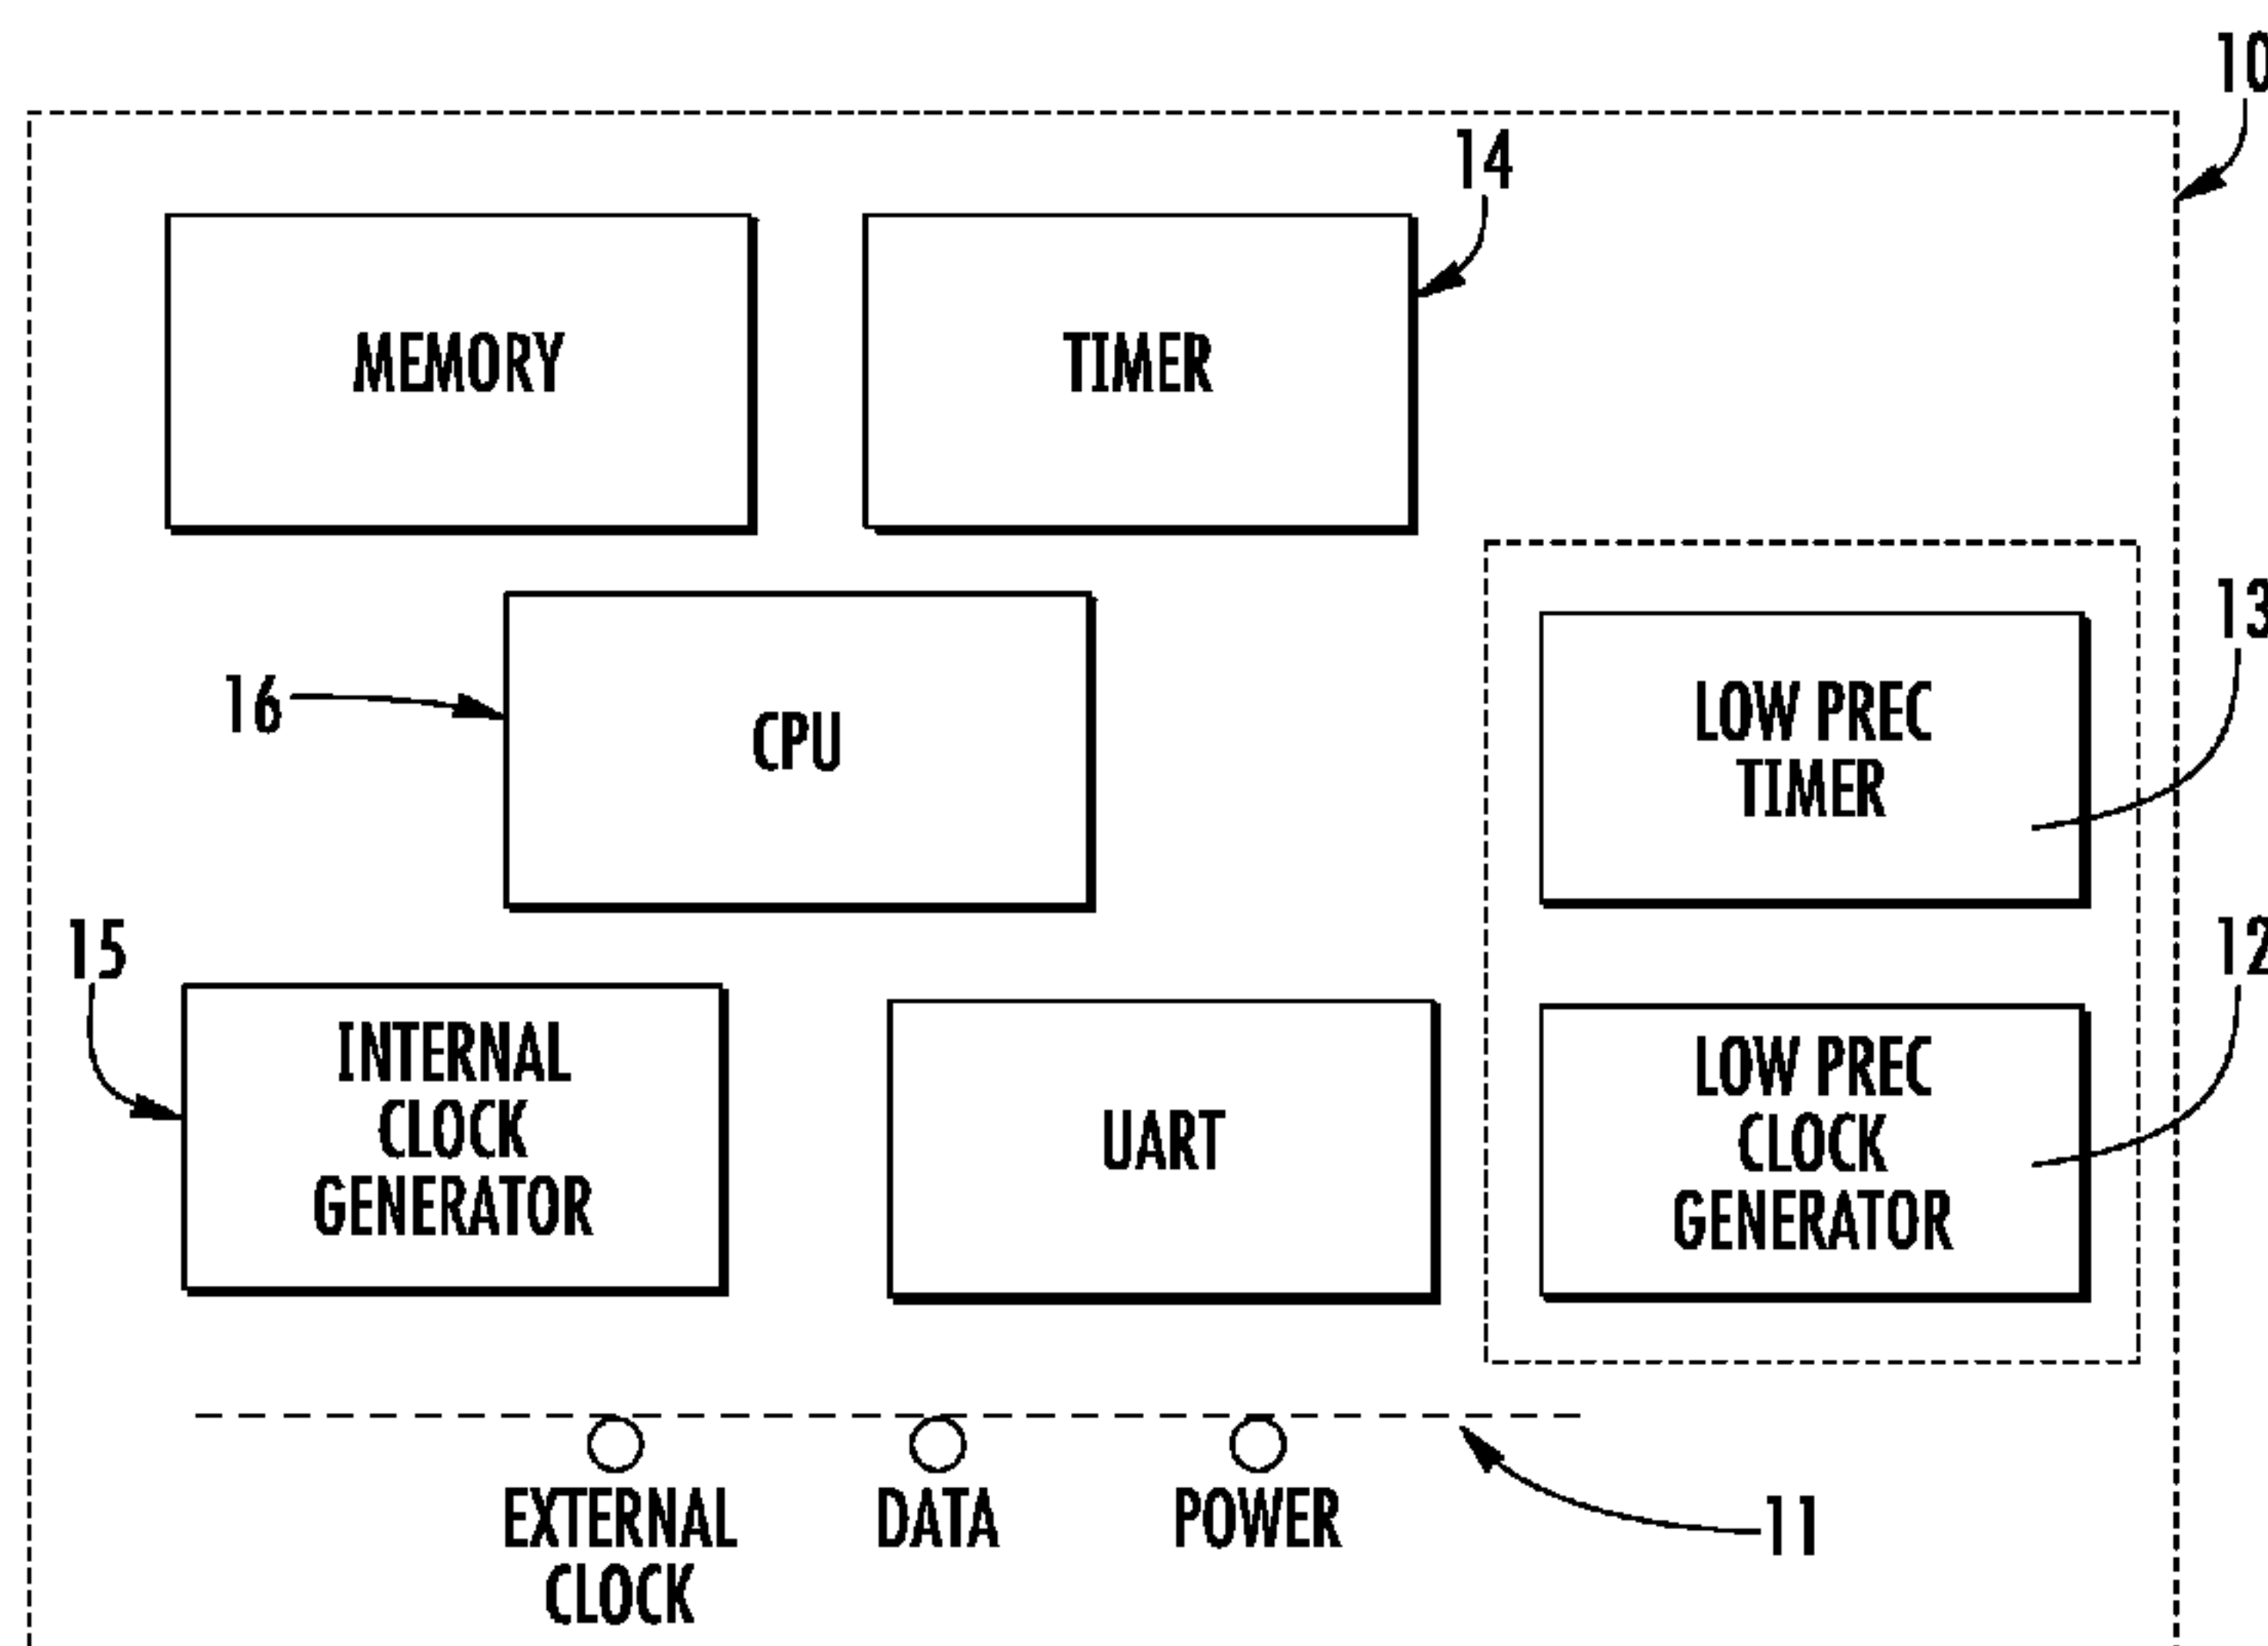 10
14
MEMORY
TIMER
13
16
CPU
LOW PREC
TIMER
15
12
INTERNAL
CLOCK
GENERATOR
UART
LOW PREC
CLOCK
GENERATOR
EXTERNAL
CLOCK
DATA
POWER
11